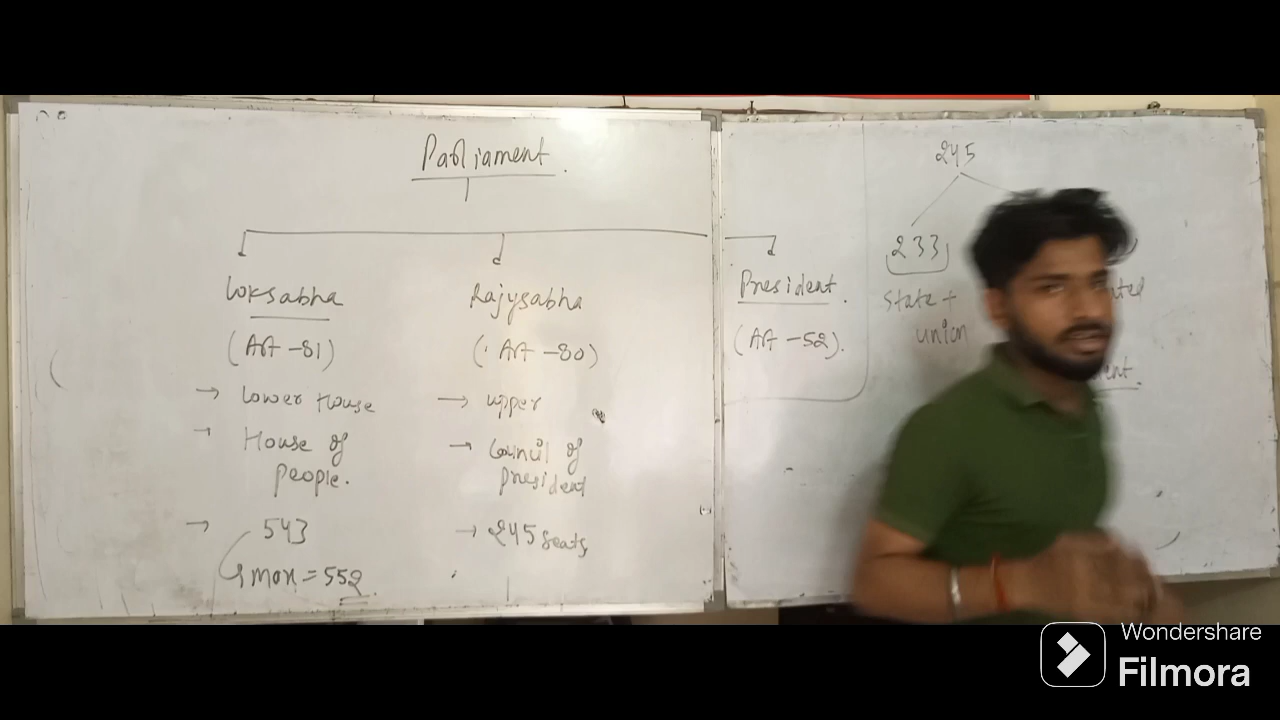 Parliament.
Loksabha
(Art -81)
→ lower House
→ House of
people.
→ 543
max = 552
Rajysabha
(Art -80)
→ upper
→ Council of
president
→ 245 seats
President.
(Art -52).
245
233
State +
union
Wondershare
Filmora